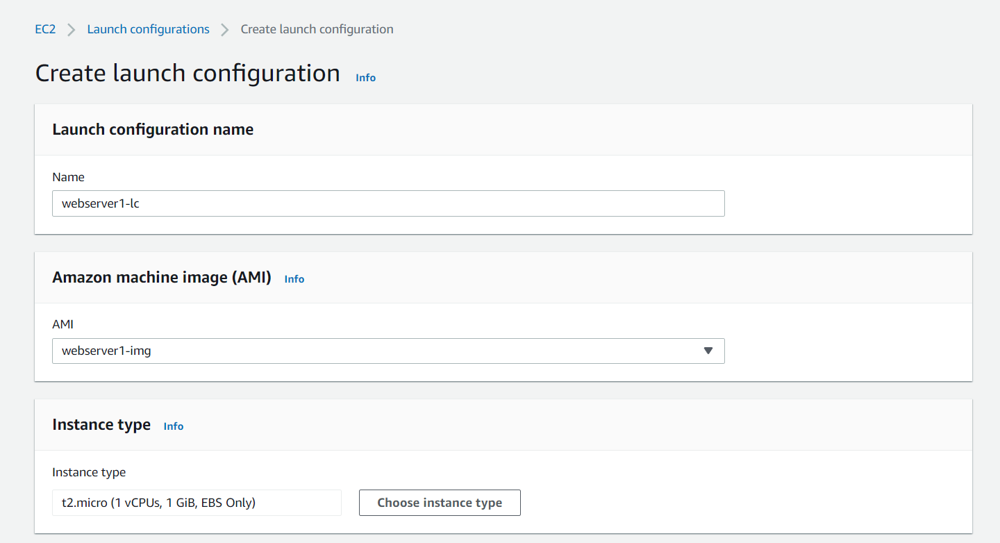 EC2 > Launch configurations > Create launch configuration
Create launch configuration Info
Launch configuration name
Name
webserver1-lc
Amazon machine image (AMI) Info
AMI
webserver1-img
Instance type Info
Instance type
t2.micro (1 vCPUs, 1 GiB, EBS Only) Choose instance type